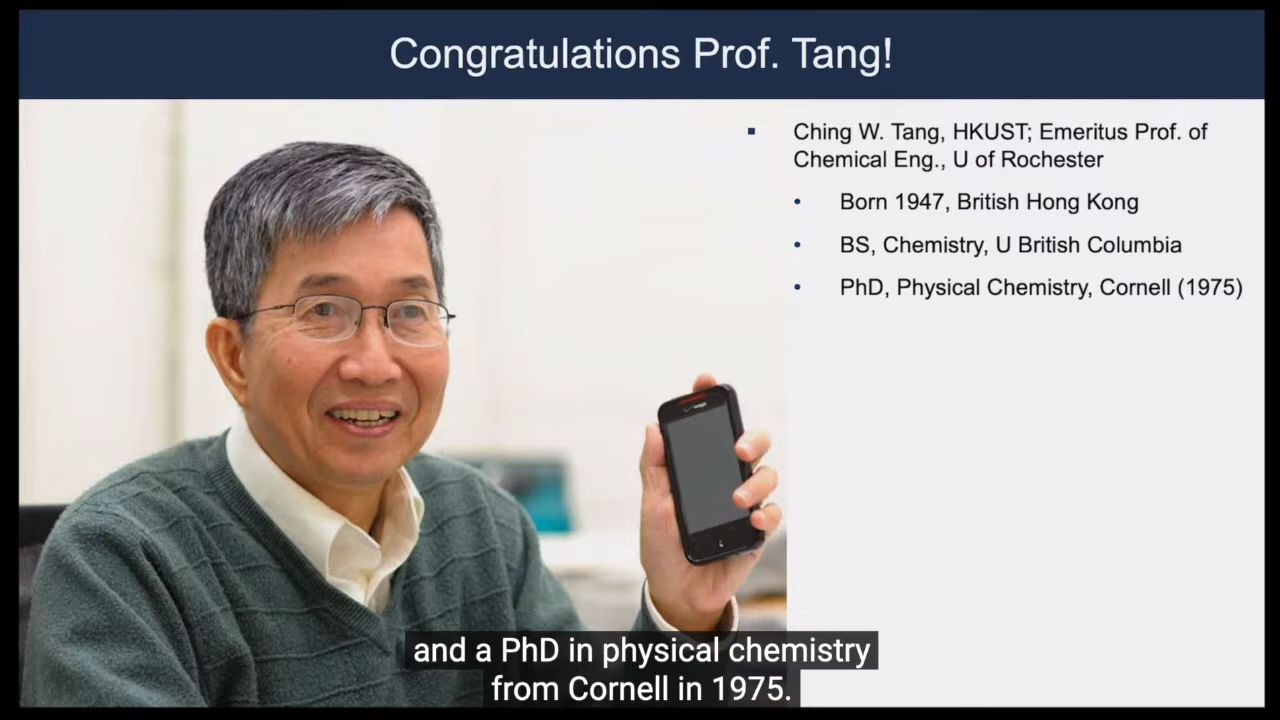 Congratulations Prof. Tang!
Ching W. Tang, HKUST; Emeritus Prof. of
Chemical Eng., U of Rochester
Born 1947, British Hong Kong
BS, Chemistry, U British Columbia
PhD, Physical Chemistry, Cornell (1975)
and a PhD in physical chemistry
from Cornell in 1975.